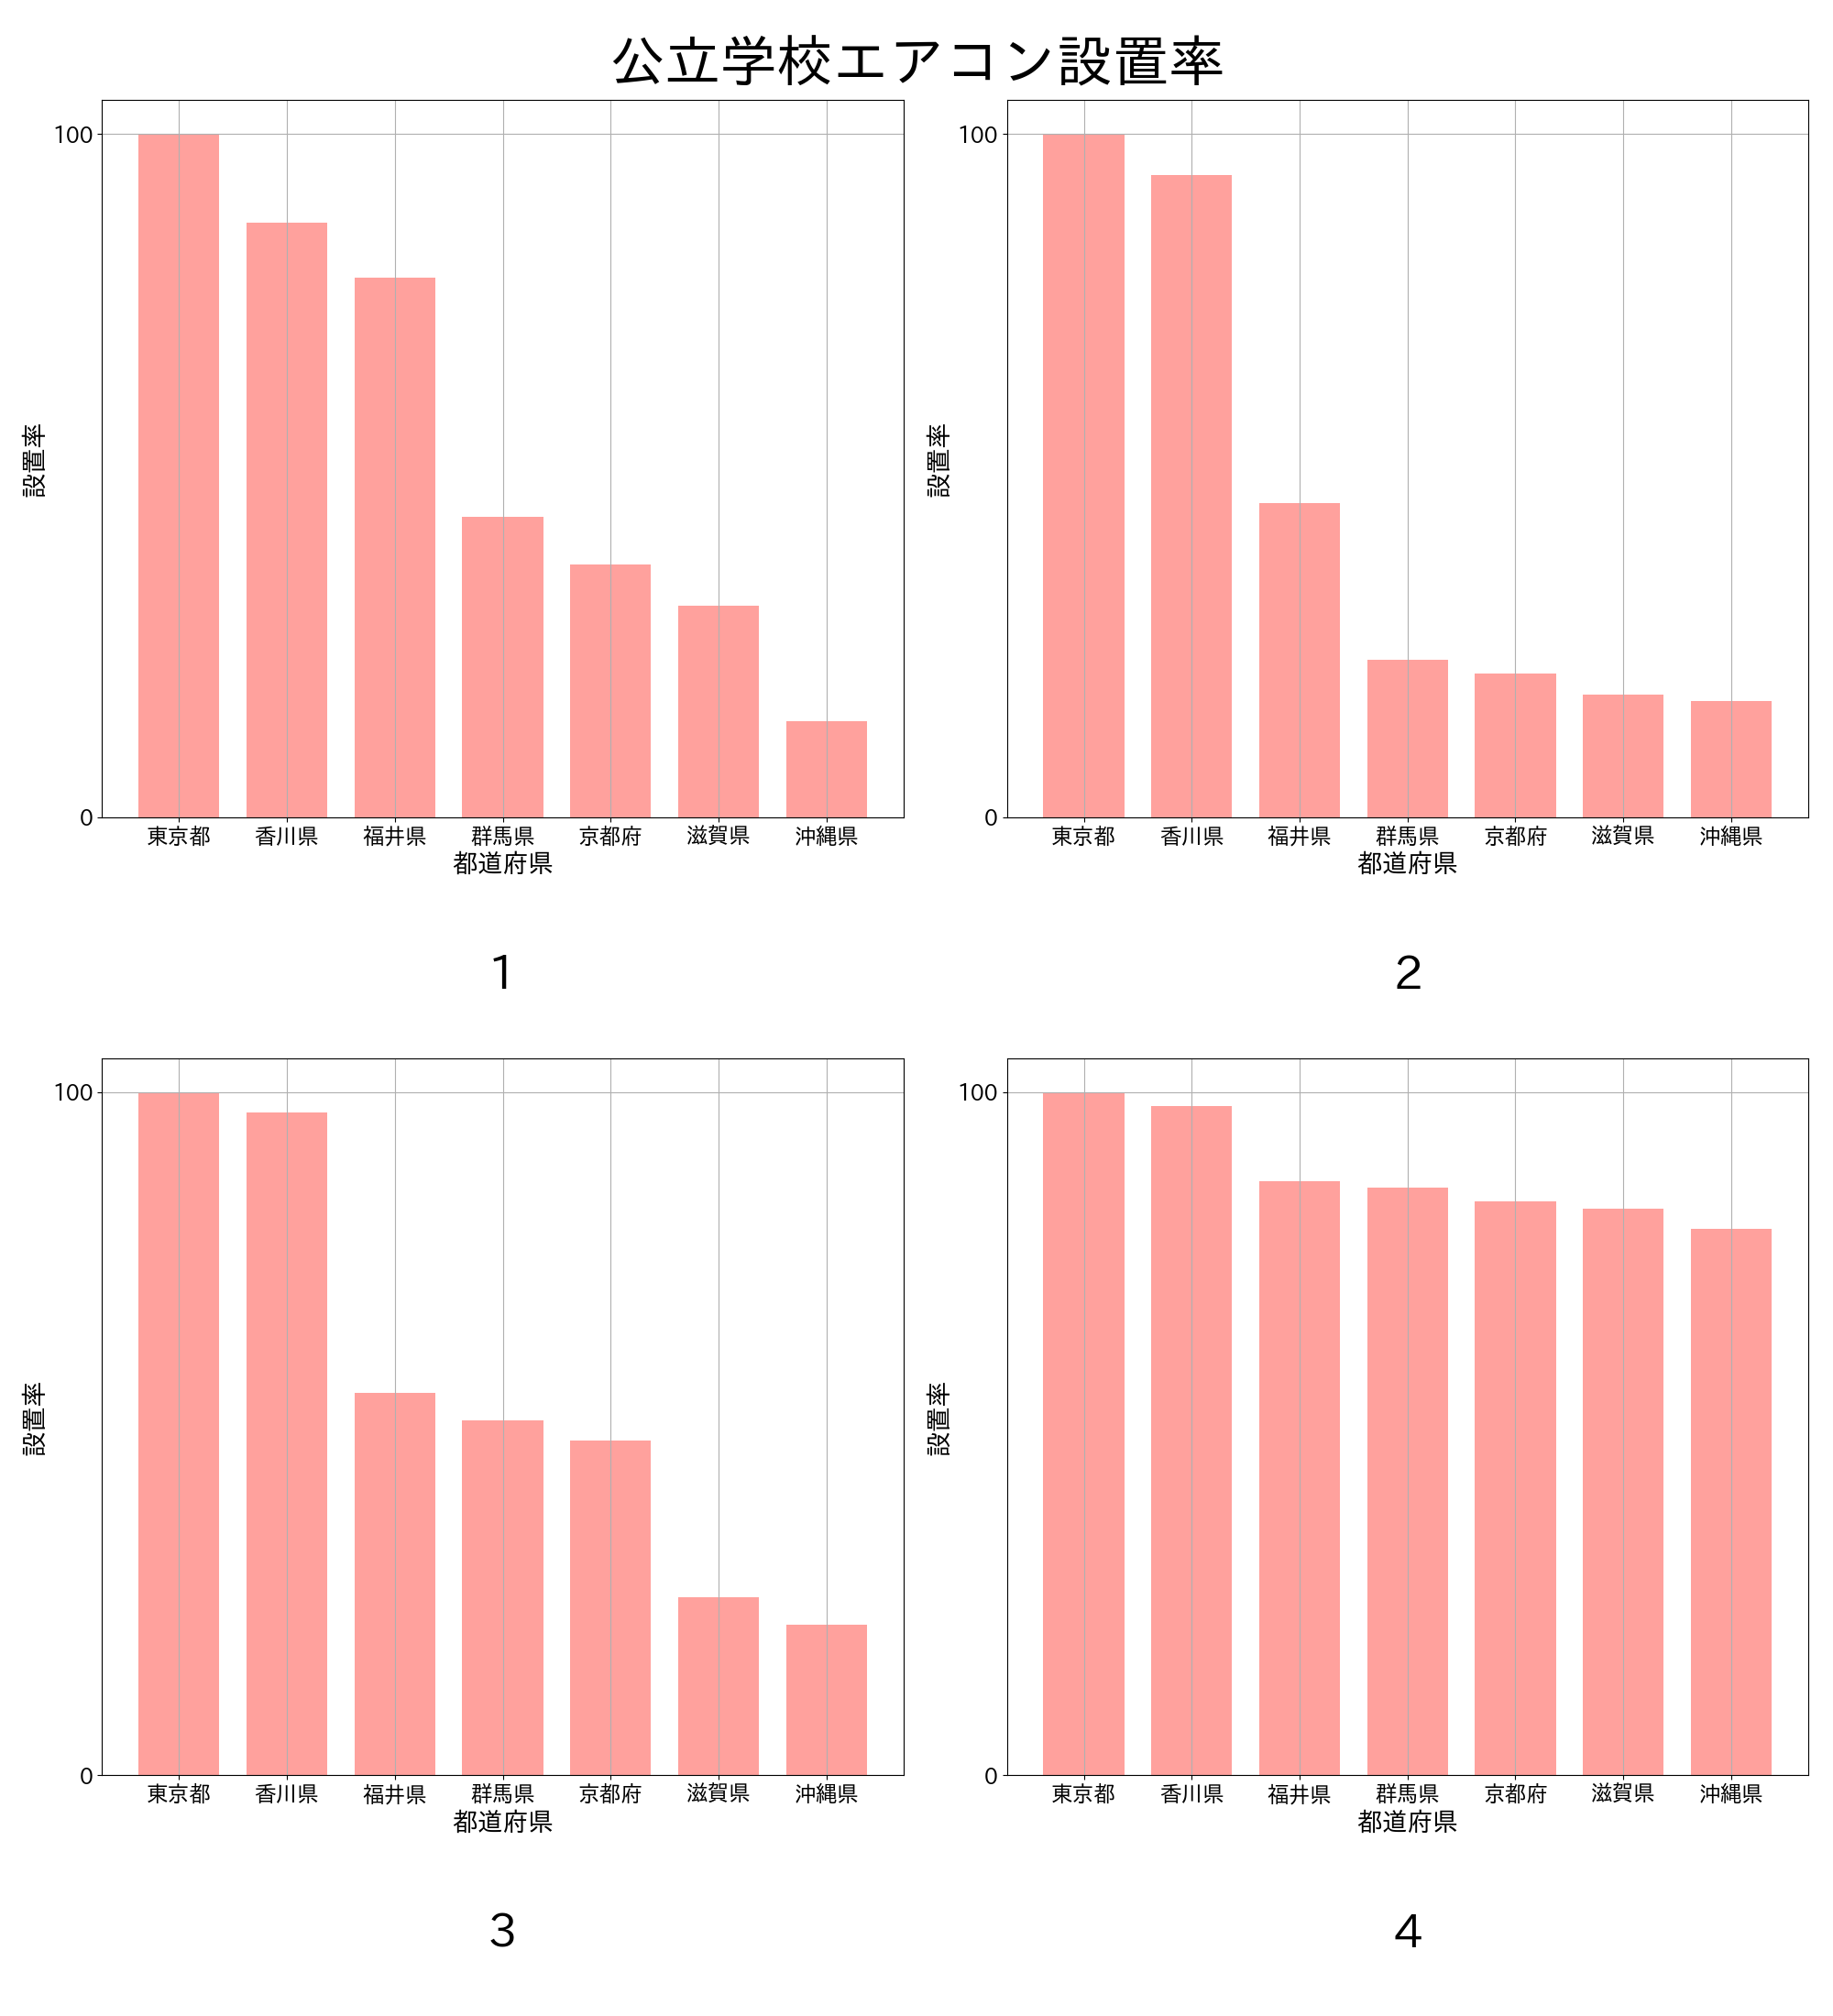 公立学校エアコン設置率
100
設置率
0
東京都 香川県 福井県 群馬県 京都府 滋賀県 沖縄県
都道府県
1
100
設置率
0
東京都 香川県 福井県 群馬県 京都府 滋賀県 沖縄県
都道府県
2
100
設置率
0
東京都 香川県 福井県 群馬県 京都府 滋賀県 沖縄県
都道府県
3
100
設置率
0
東京都 香川県 福井県 群馬県 京都府 滋賀県 沖縄県
都道府県
4